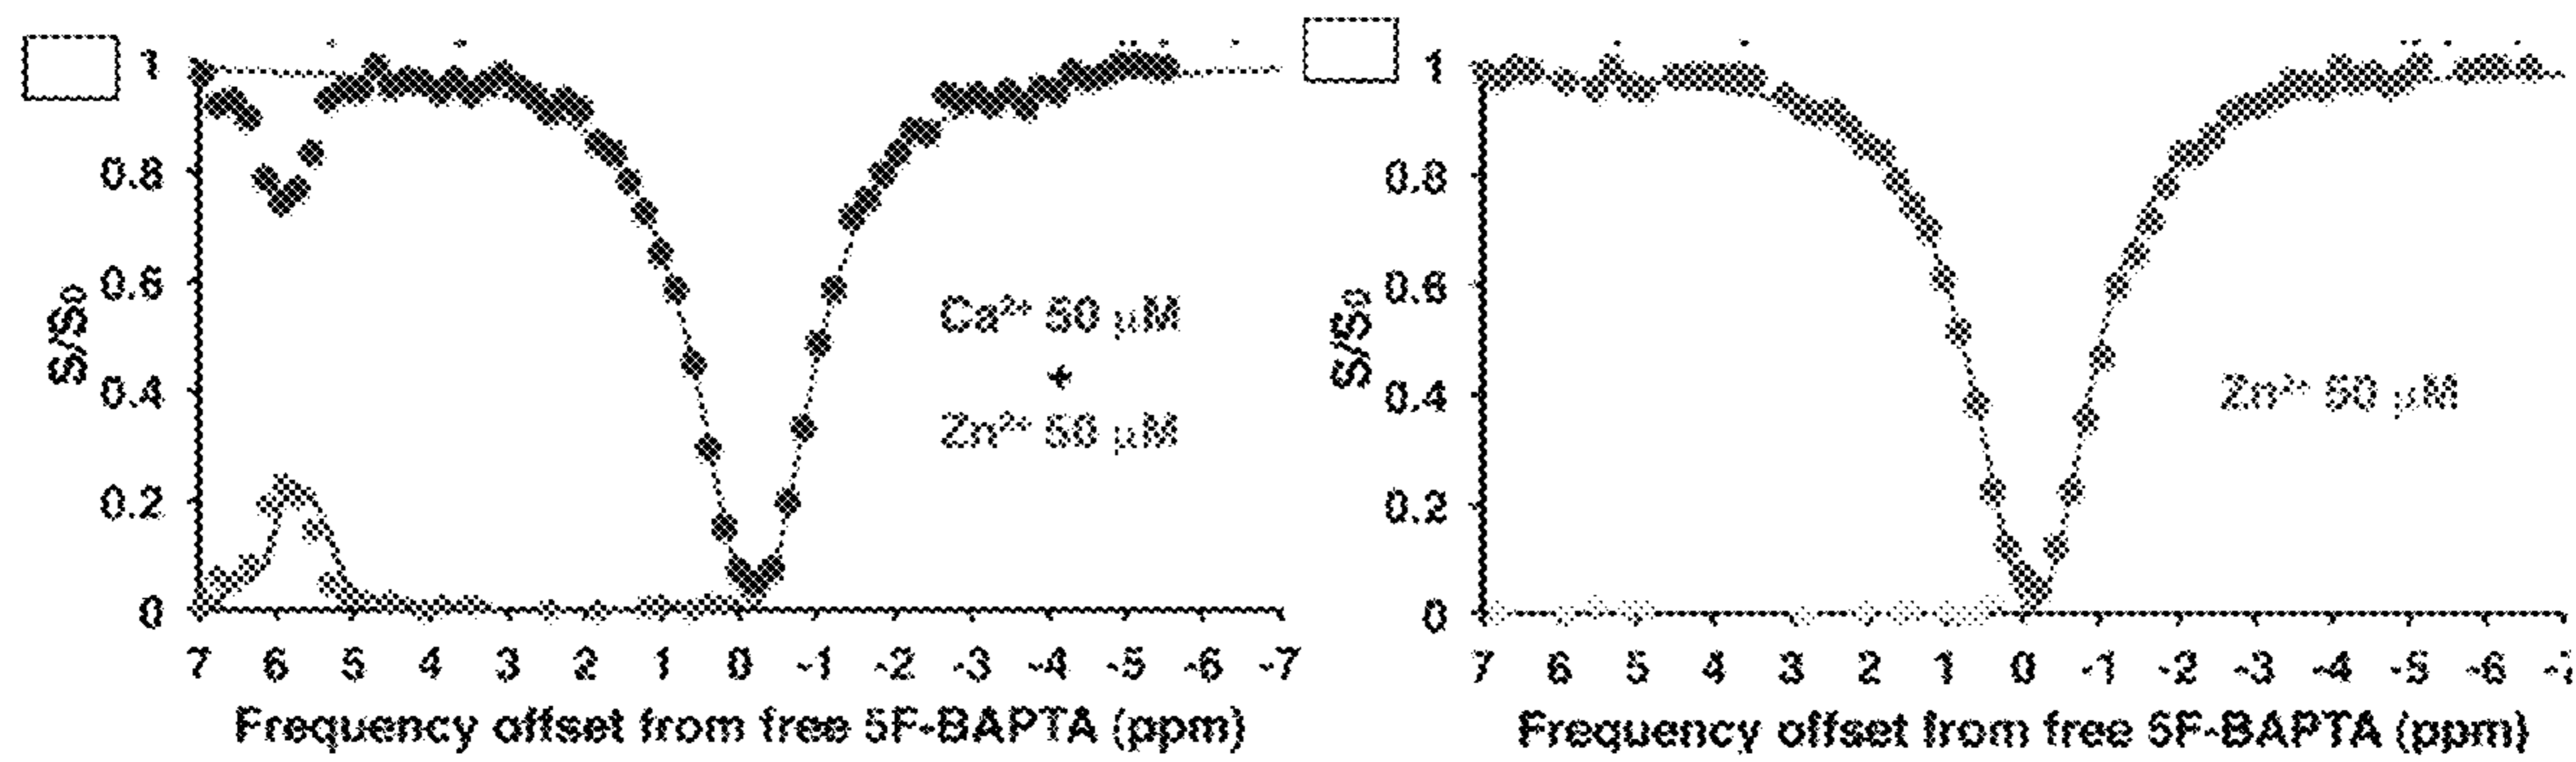 1
0.8
0.6
0.4
0.2
0
S/S₀
Ca²⁺ 50 µM
+
Zn²⁺ 50 µM
7 6 5 4 3 2 1 0 -1 -2 -3 -4 -5 -6 -7
Frequency offset from free 5F-BAPTA (ppm)
1
0.8
0.6
0.4
0.2
0
S/S₀
Zn²⁺ 50 µM
7 6 5 4 3 2 1 0 -1 -2 -3 -4 -5 -6
Frequency offset from free 5F-BAPTA (ppm)